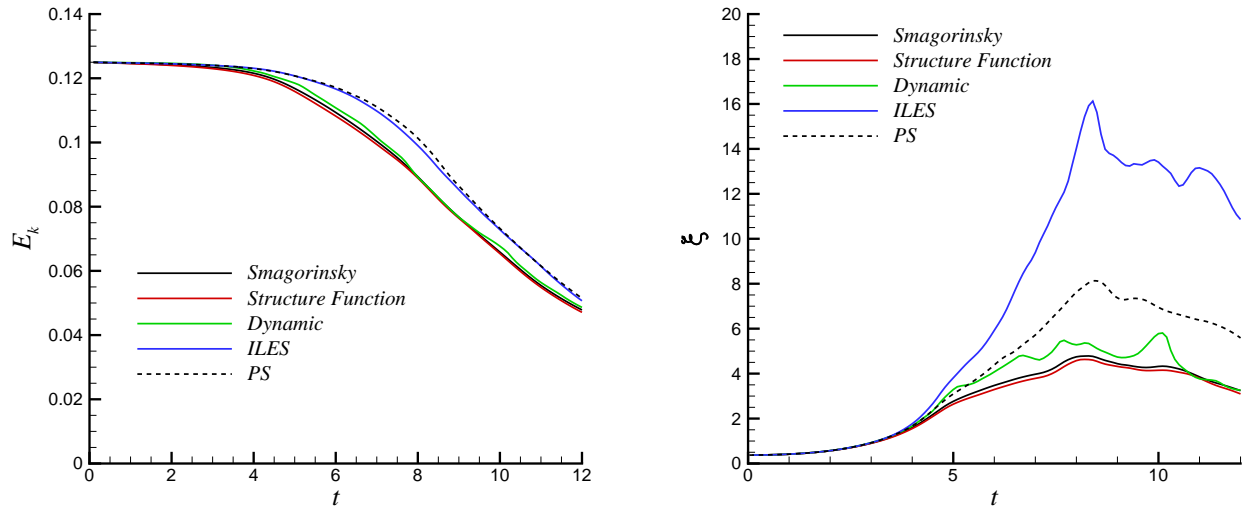 0.14
0.12
0.1
0.08
0.06
0.04
0.02
0
E_k
Smagorinsky
Structure Function
Dynamic
ILES
PS
0 2 4 6 8 10 12
t
20
18
16
14
12
10
8
6
4
2
0
ξ
Smagorinsky
Structure Function
Dynamic
ILES
PS
5 10
t